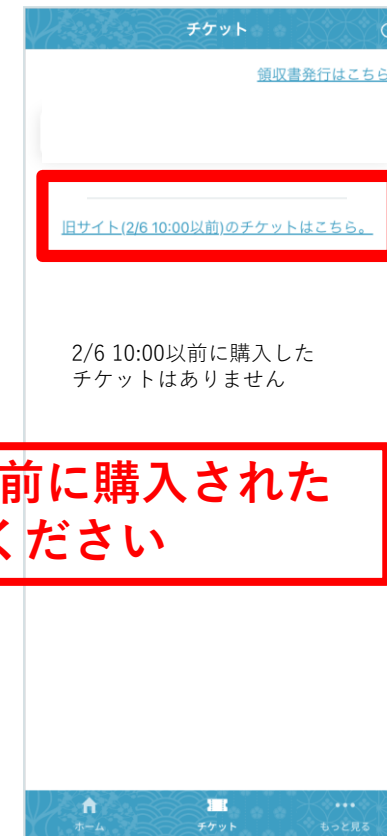 チケット
領収書発行はこちら
旧サイト(2/6 10:00以前)のチケットはこちら。
2/6 10:00以前に購入した
チケットはありません
前に購入された
ください
ホーム
チケット
もっと見る